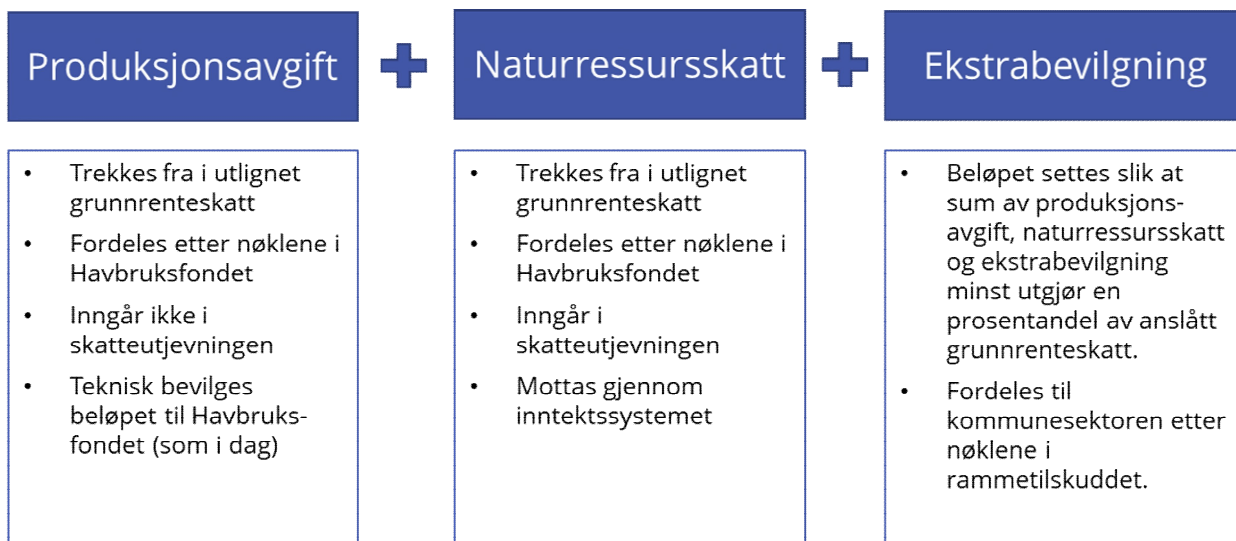 Produksjonsavgift
• Trekkes fra i utlignet
grunnrenteskatt
• Fordeles etter nøklene i
Havbruksfondet
• Inngår ikke i
skatteutjevningen
• Teknisk bevilges
beløpet til Havbruks-
fondet (som i dag)
Naturressursskatt
• Trekkes fra i utlignet
grunnrenteskatt
• Fordeles etter nøklene i
Havbruksfondet
• Inngår i
skatteutjevningen
• Mottas gjennom
inntektssystemet
Ekstrabevilgning
• Beløpet settes slik at
sum av produksjons-
avgift, naturressursskatt
og ekstrabevilgning
minst utgjør en
prosentandel av anslått
grunnrenteskatt.
• Fordeles til
kommunesektoren etter
nøklene i
rammetilskuddet.